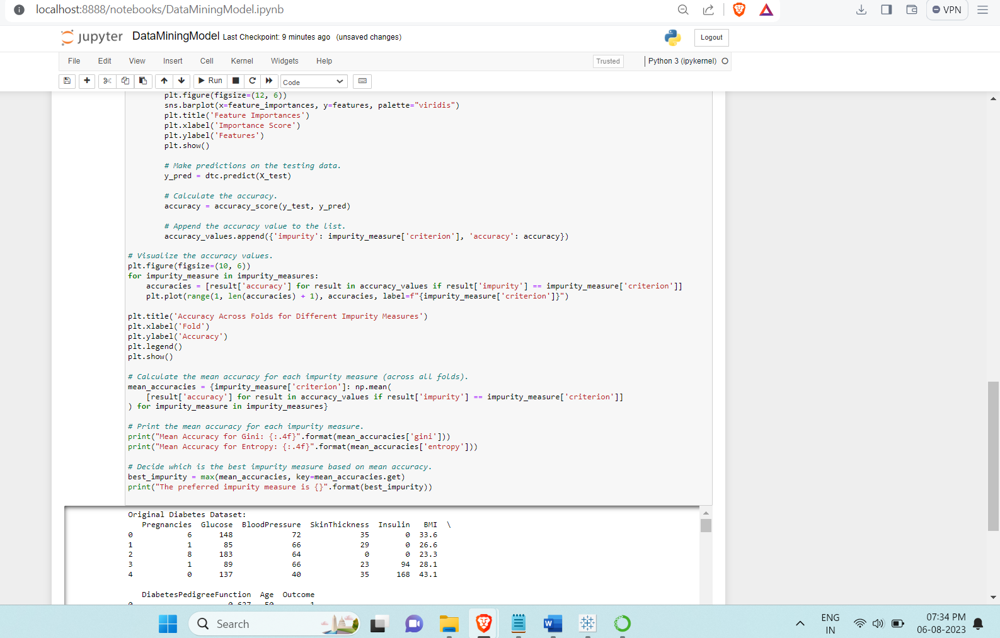 localhost:8888/notebooks/DataMiningModel.ipynb
VPN
jupyter DataMiningModel Last Checkpoint: 9 minutes ago (unsaved changes)
Logout
File Edit View Insert Cell Kernel Widgets Help
Trusted Python 3 (ipykernel)
Run Code
plt.figure(figsize=(12, 6))
sns.barplot(x=feature_importances, y=features, palette="viridis")
plt.title('Feature Importances')
plt.xlabel('Importance Score')
plt.ylabel('Features')
plt.show()
# Make predictions on the testing data.
y_pred = dtc.predict(X_test)
# Calculate the accuracy.
accuracy = accuracy_score(y_test, y_pred)
# Append the accuracy value to the list.
accuracy_values.append({'impurity': impurity_measure['criterion'], 'accuracy': accuracy})
# Visualize the accuracy values.
plt.figure(figsize=(10, 6))
for impurity_measure in impurity_measures:
accuracies = [result['accuracy'] for result in accuracy_values if result['impurity'] == impurity_measure['criterion']]
plt.plot(range(1, len(accuracies) + 1), accuracies, label=f"{impurity_measure['criterion']}")
plt.title('Accuracy Across Folds for Different Impurity Measures')
plt.xlabel('Fold')
plt.ylabel('Accuracy')
plt.legend()
plt.show()
# Calculate the mean accuracy for each impurity measure (across all folds).
mean_accuracies = {impurity_measure['criterion']: np.mean(
[result['accuracy'] for result in accuracy_values if result['impurity'] == impurity_measure['criterion']]
) for impurity_measure in impurity_measures}
# Print the mean accuracy for each impurity measure.
print("Mean Accuracy for Gini: {:.4f}".format(mean_accuracies['gini']))
print("Mean Accuracy for Entropy: {:.4f}".format(mean_accuracies['entropy']))
# Decide which is the best impurity measure based on mean accuracy.
best_impurity = max(mean_accuracies, key=mean_accuracies.get)
print("The preferred impurity measure is {}".format(best_impurity))
Original Diabetes Dataset:
Pregnancies Glucose BloodPressure SkinThickness Insulin BMI \
0 6 148 72 35 0 33.6
1 1 85 66 29 0 26.6
2 8 183 64 0 0 23.3
3 1 89 66 23 94 28.1
4 0 137 40 35 168 43.1
DiabetesPedigreeFunction Age Outcome
0 0.627 50 1
Search
ENG
IN
07:34 PM
06-08-2023